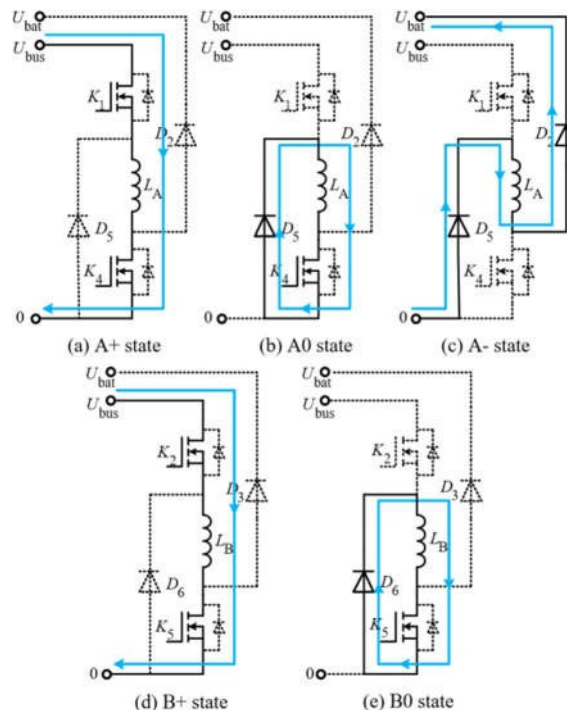 U_bat
U_bus
K_1
D_2
L_A
D_5
K_4
0
(a) A+ state
U_bat
U_bus
K_1
D_2
L_A
D_5
K_4
0
(b) A0 state
U_bat
U_bus
K_1
D_2
L_A
D_5
K_4
0
(c) A- state
U_bat
U_bus
K_2
D_3
L_B
D_6
K_5
0
(d) B+ state
U_bat
U_bus
K_2
D_3
L_B
D_6
K_5
0
(e) B0 state